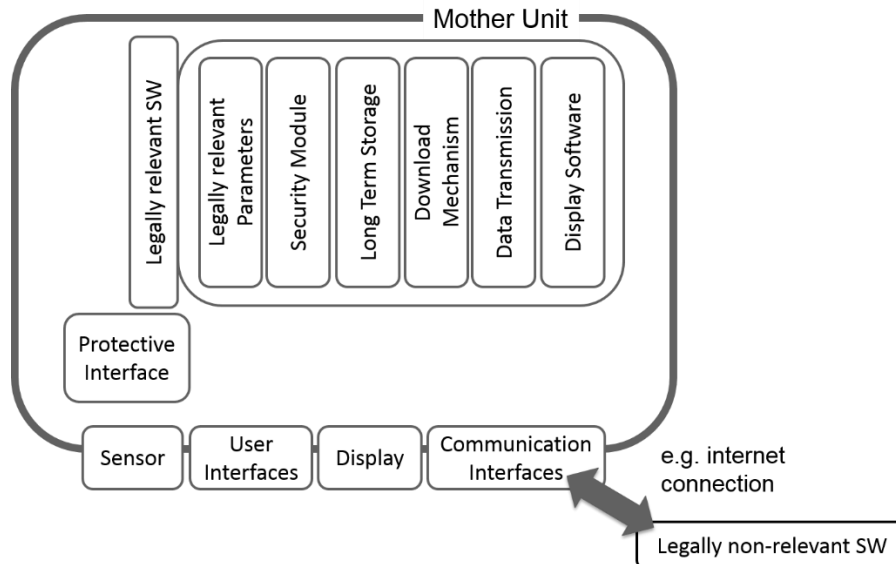 Mother Unit
Legally relevant SW
Legally relevant
Parameters
Security Module
Long Term Storage
Download
Mechanism
Data Transmission
Display Software
Protective
Interface
Sensor
User
Interfaces
Display
Communication
Interfaces
e.g. internet
connection
Legally non-relevant SW